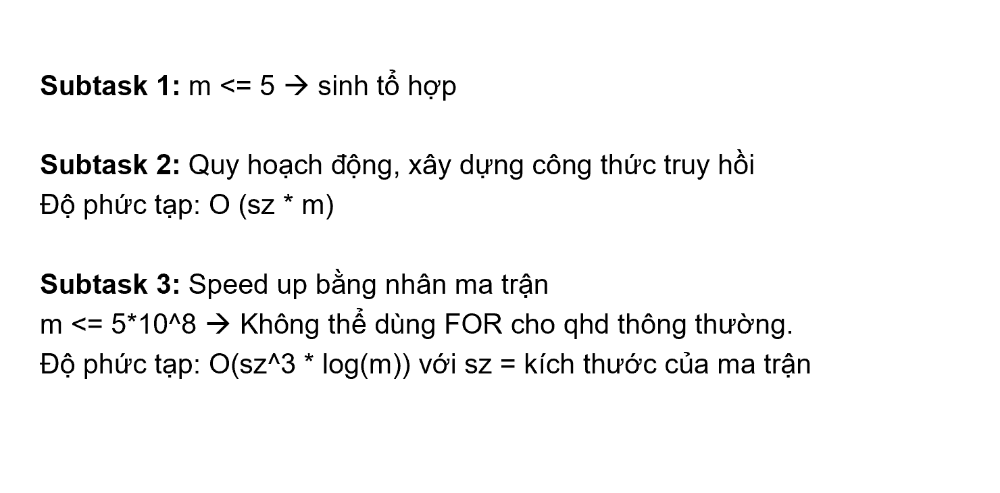 Subtask 1: m <= 5 → sinh tổ hợp
Subtask 2: Quy hoạch động, xây dựng công thức truy hồi
Độ phức tạp: O (sz * m)
Subtask 3: Speed up bằng nhân ma trận
m <= 5*10^8 → Không thể dùng FOR cho qhd thông thường.
Độ phức tạp: O(sz^3 * log(m)) với sz = kích thước của ma trận